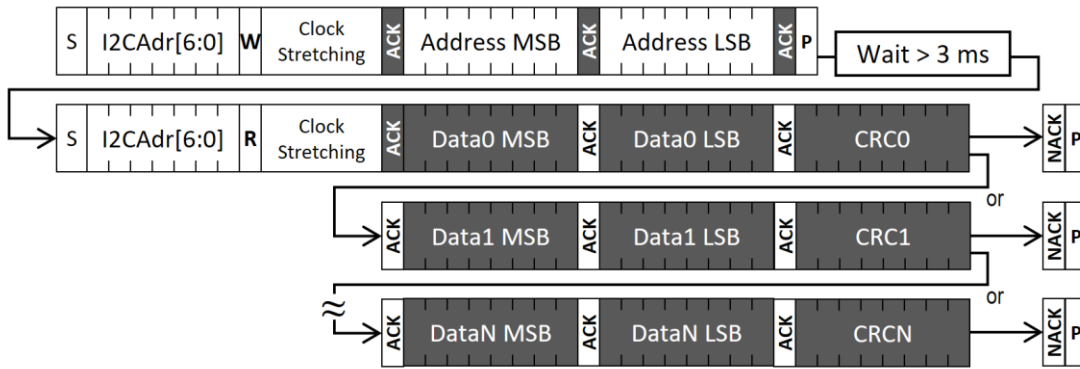 S I2CAdr[6:0] W Clock Stretching ACK Address MSB ACK Address LSB ACK P Wait > 3 ms
S I2CAdr[6:0] R Clock Stretching ACK Data0 MSB ACK Data0 LSB ACK CRC0 NACK P
or
ACK Data1 MSB ACK Data1 LSB ACK CRC1 NACK P
or
ACK DataN MSB ACK DataN LSB ACK CRCN NACK P